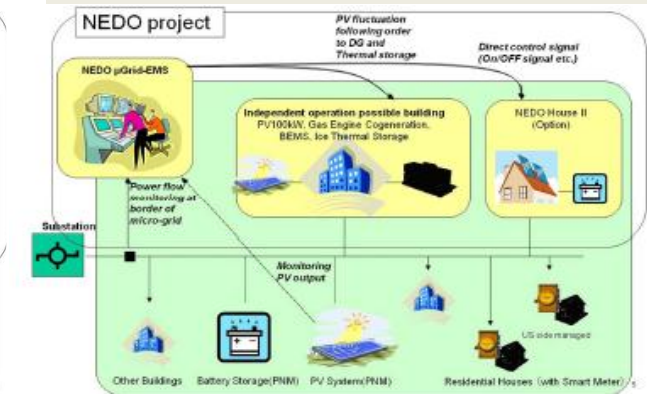 NEDO project
PV fluctuation
following order
to DG and
Thermal storage
Direct control signal
(On/OFF signal etc.)
NEDO µGrid-EMS
Independent operation possible building
PV100kW, Gas Engine Cogeneration,
BEMS, Ice Thermal Storage
NEDO House II
(Option)
Power flow
monitoring at
border of
micro-grid
Substation
Monitoring
PV output
US side managed
Other Buildings
Battery Storage(PNM)
PV System(PNM)
Residential Houses (with Smart Meter)
5